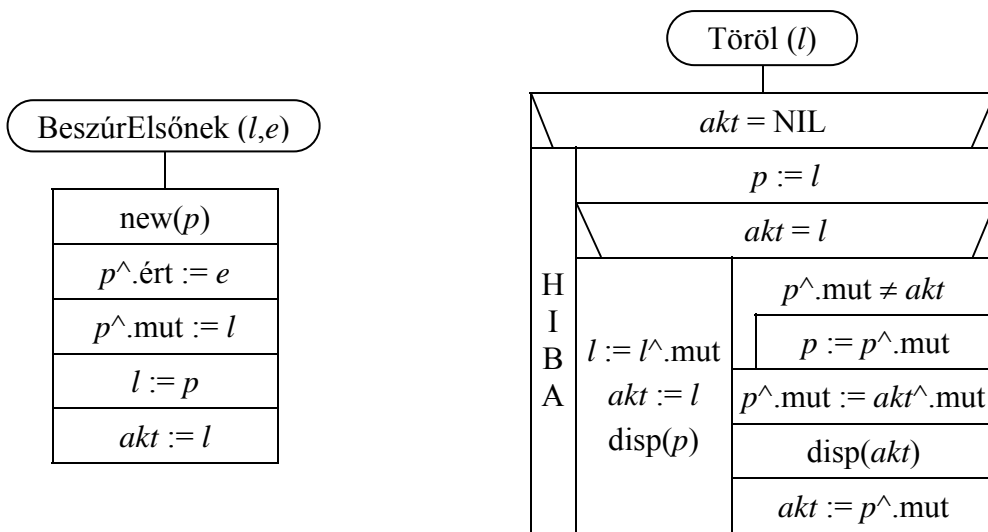 BeszúrElsőnek (l,e)
new(p)
p^.ért := e
p^.mut := l
l := p
akt := l
Töröl (l)
akt = NIL
H
I
B
A
p := l
akt = l
l := l^.mut
akt := l
disp(p)
p^.mut ≠ akt
p := p^.mut
p^.mut := akt^.mut
disp(akt)
akt := p^.mut